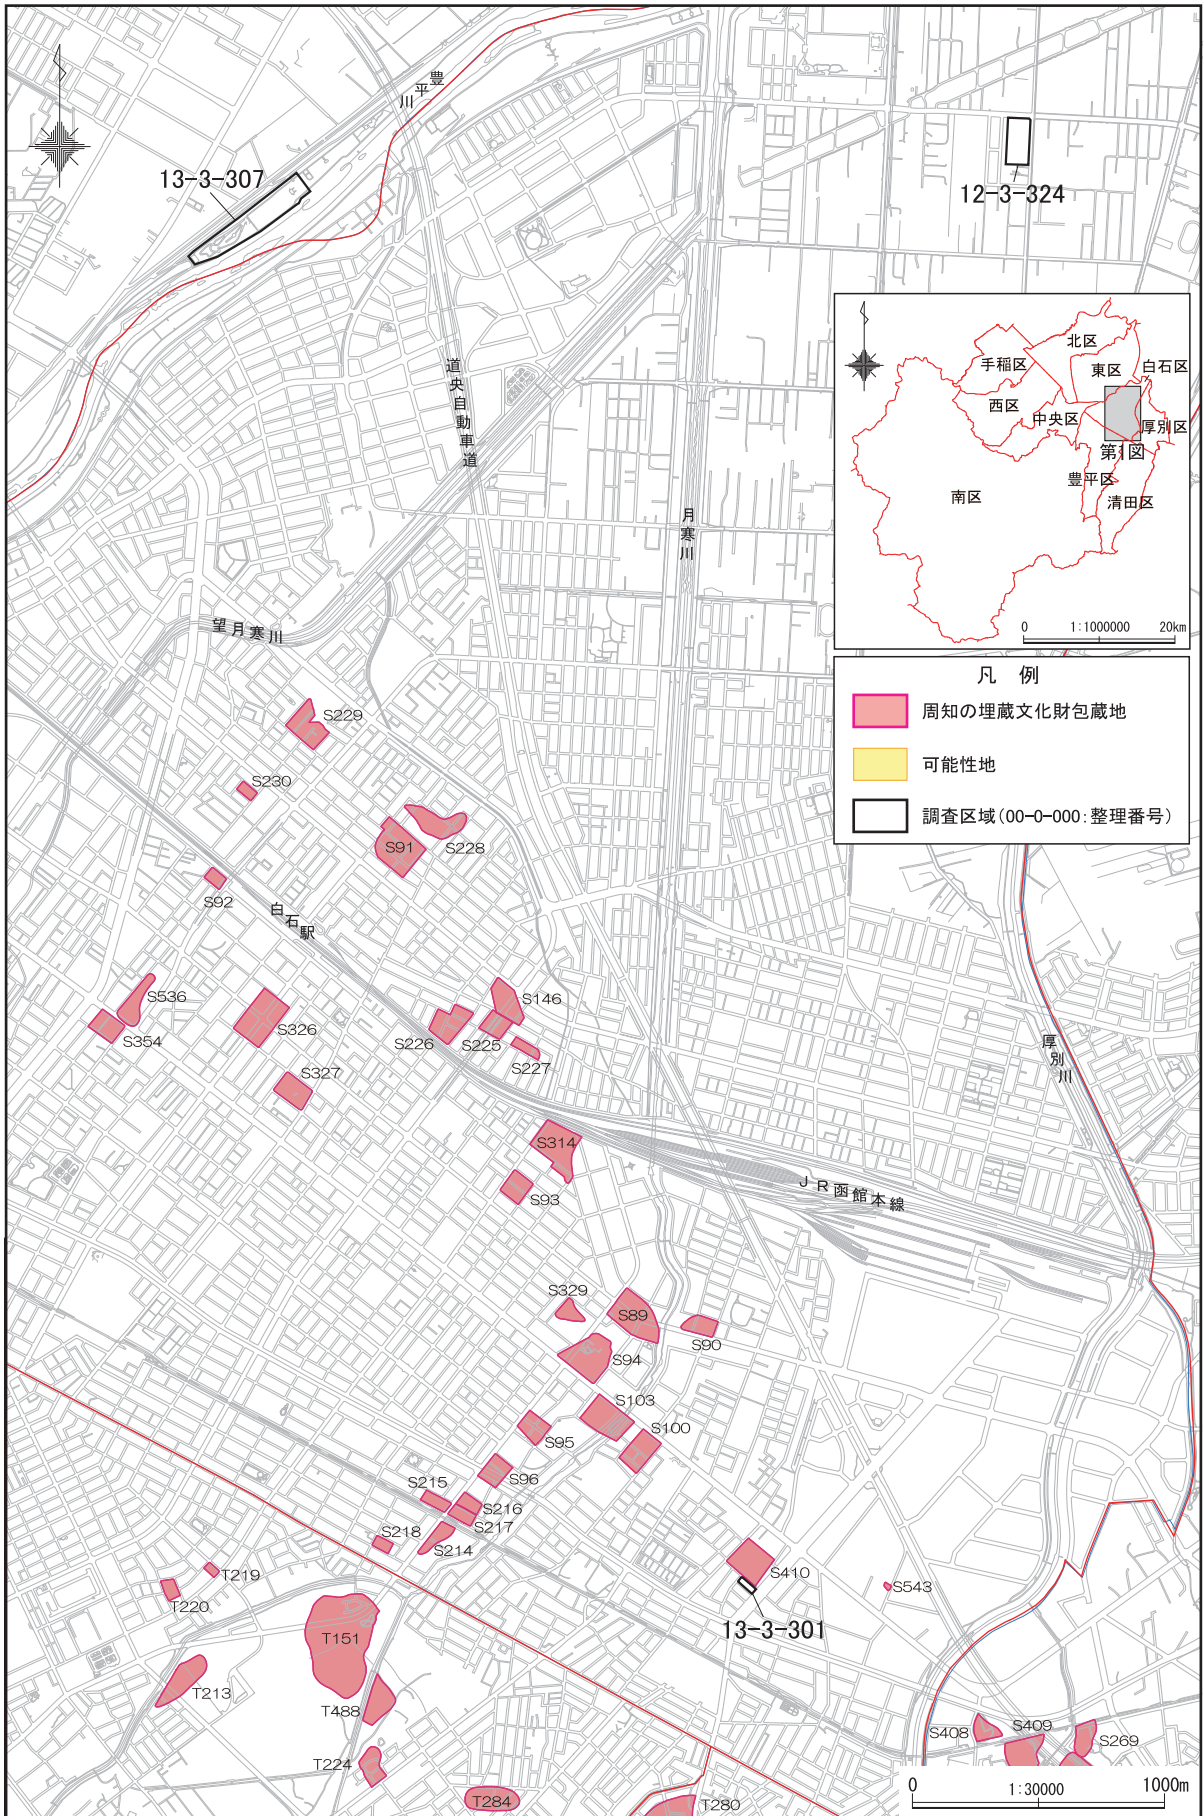 豊平川
13-3-307
12-3-324
道央自動車道
月寒川
望月寒川
北区
手稲区
東区
白石区
西区
中央区
厚別区
第1図
豊平区
南区
清田区
0 1:1000000 20km
凡 例
周知の埋蔵文化財包蔵地
可能性地
調査区域(00-0-000:整理番号)
S229
S230
S91
S228
S92
白石駅
S536
S354
S326
S327
S146
S226
S225
S227
厚別川
S314
S93
JR函館本線
S329
S89
S90
S94
S103
S100
S95
S96
S215
S216
S217
S218
S214
T219
T220
T151
T213
T488
T224
T284
T280
S410
13-3-301
S543
S408
S409
S269
0 1:30000 1000m